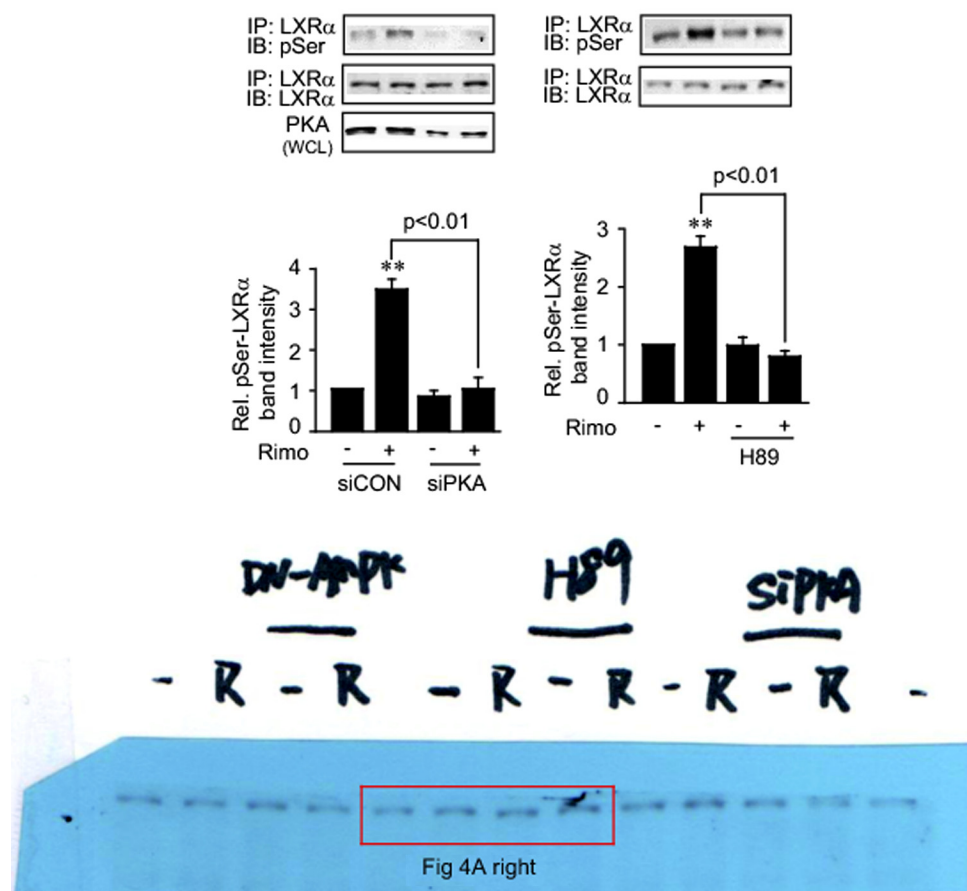 IP: LXRα
IB: pSer
IP: LXRα
IB: LXRα
PKA
(WCL)
p<0.01
**
Rel. pSer-LXRα
band intensity
4
3
2
1
0
Rimo - + - +
siCON siPKA
IP: LXRα
IB: pSer
IP: LXRα
IB: LXRα
p<0.01
**
Rel. pSer-LXRα
band intensity
3
2
1
0
Rimo - + - +
H89
DN-AMPK H89 SiPKA
- R - R - R - R - R - R -
Fig 4A right